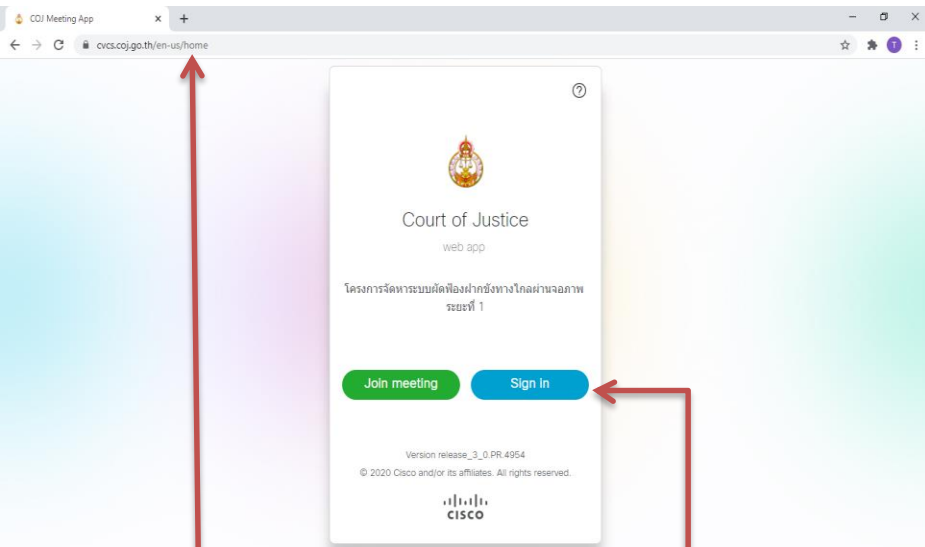 COJ Meeting App
cvcs.coj.go.th/en-us/home
T
Court of Justice
web app
โครงการจัดหาระบบผัดฟ้องฝากขังทางไกลผ่านจอภาพ
ระยะที่ 1
Join meeting
Sign in
Version release_3_0.PR.4954
© 2020 Cisco and/or its affiliates. All rights reserved.
CISCO